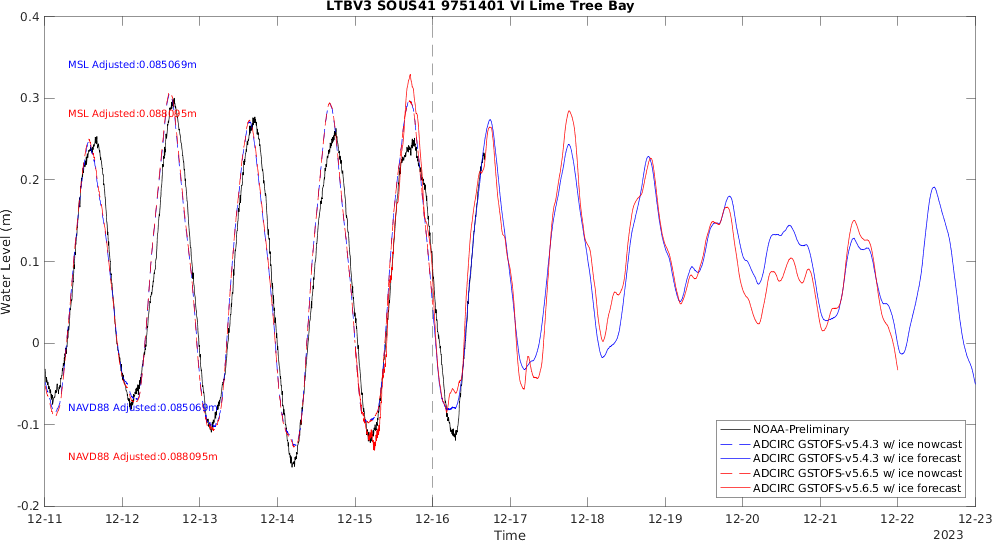 LTBV3 SOUS41 9751401 VI Lime Tree Bay
0.4
MSL Adjusted:0.085069m
0.3
MSL Adjusted:0.088095m
0.2
0.1
Water Level (m)
0
NAVD88 Adjusted:0.085069m
-0.1
NAVD88 Adjusted:0.088095m
-0.2
NOAA-Preliminary
ADCIRC GSTOFS-v5.4.3 w/ ice nowcast
ADCIRC GSTOFS-v5.4.3 w/ ice forecast
ADCIRC GSTOFS-v5.6.5 w/ ice nowcast
ADCIRC GSTOFS-v5.6.5 w/ ice forecast
12-11 12-12 12-13 12-14 12-15 12-16 12-17 12-18 12-19 12-20 12-21 12-22 12-23
Time
2023